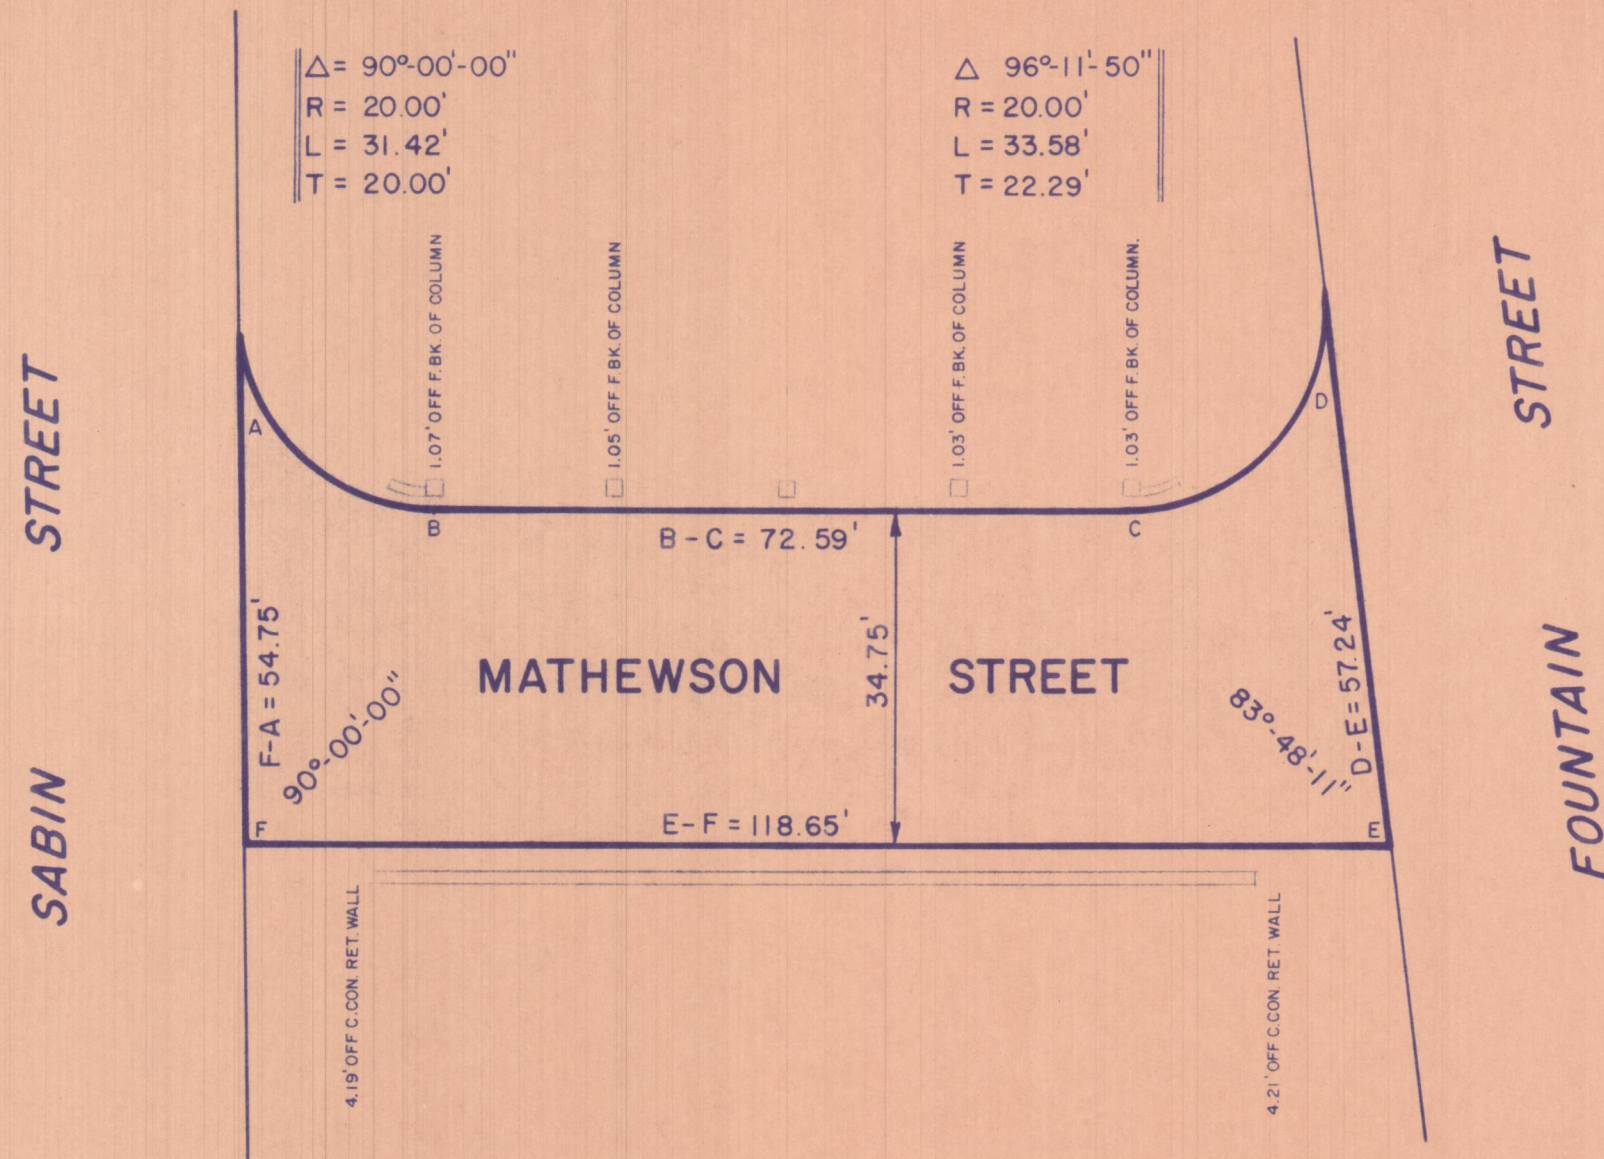 △= 90°-00'-00"
R = 20.00'
L = 31.42'
T = 20.00'
△ 96°-11'-50"
R = 20.00'
L = 33.58'
T = 22.29'
1.07' OFF F. BK. OF COLUMN
1.05' OFF F. BK. OF COLUMN
1.03' OFF F. BK. OF COLUMN
1.03' OFF F. BK. OF COLUMN.
SABIN STREET
FOUNTAIN STREET
A
B
C
D
B-C = 72.59'
F-A = 54.75'
90°-00'-00"
MATHEWSON STREET
34.75'
83°-48'-11"
D-E = 57.24'
F
E-F = 118.65'
E
4.19' OFF C.CON. RET. WALL
4.21' OFF C.CON. RET. WALL